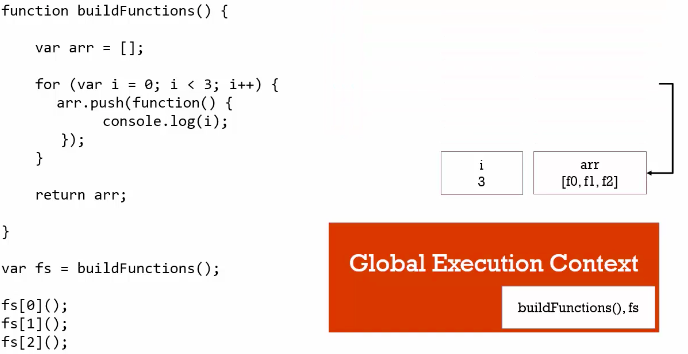 function buildFunctions() {
var arr = [];
for (var i = 0; i < 3; i++) {
arr.push(function() {
console.log(i);
});
}
return arr;
}
var fs = buildFunctions();
fs[0]();
fs[1]();
fs[2]();
i
3
arr
[f0, f1, f2]
Global Execution Context
buildFunctions(), fs